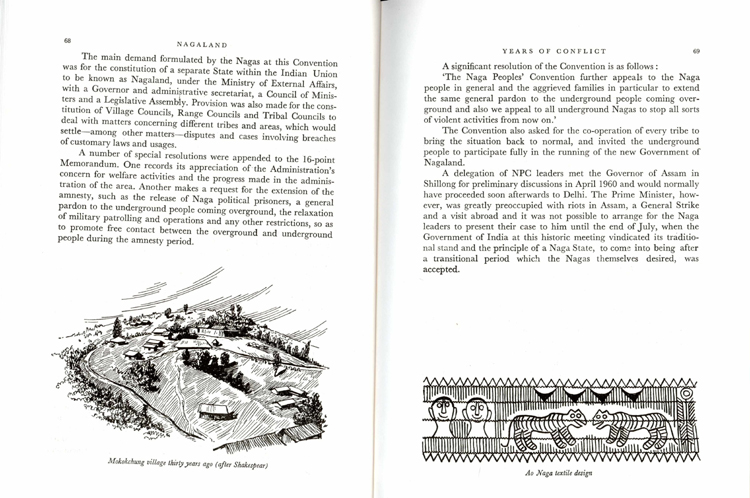 68
NAGALAND
The main demand formulated by the Nagas at this Convention
was for the constitution of a separate State within the Indian Union
to be known as Nagaland, under the Ministry of External Affairs,
with a Governor and administrative secretariat, a Council of Minis-
ters and a Legislative Assembly. Provision was also made for the cons-
titution of Village Councils, Range Councils and Tribal Councils to
deal with matters concerning different tribes and areas, which would
settle—among other matters—disputes and cases involving breaches
of customary laws and usages.
A number of special resolutions were appended to the 16-point
Memorandum. One records its appreciation of the Administration's
concern for welfare activities and the progress made in the adminis-
tration of the area. Another makes a request for the extension of the
amnesty, such as the release of Naga political prisoners, a general
pardon to the underground people coming overground, the relaxation
of military patrolling and operations and any other restrictions, so as
to promote free contact between the overground and underground
people during the amnesty period.
Mokokchung village thirty years ago (after Shakespear)
YEARS OF CONFLICT
69
A significant resolution of the Convention is as follows :
'The Naga Peoples' Convention further appeals to the Naga
people in general and the aggrieved families in particular to extend
the same general pardon to the underground people coming over-
ground and also we appeal to all underground Nagas to stop all sorts
of violent activities from now on.'
The Convention also asked for the co-operation of every tribe to
bring the situation back to normal, and invited the underground
people to participate fully in the running of the new Government of
Nagaland.
A delegation of NPC leaders met the Governor of Assam in
Shillong for preliminary discussions in April 1960 and would normally
have proceeded soon afterwards to Delhi. The Prime Minister, how-
ever, was greatly preoccupied with riots in Assam, a General Strike
and a visit abroad and it was not possible to arrange for the Naga
leaders to present their case to him until the end of July, when the
Government of India at this historic meeting vindicated its traditio-
nal stand and the principle of a Naga State, to come into being after
a transitional period which the Nagas themselves desired, was
accepted.
Ao Naga textile design